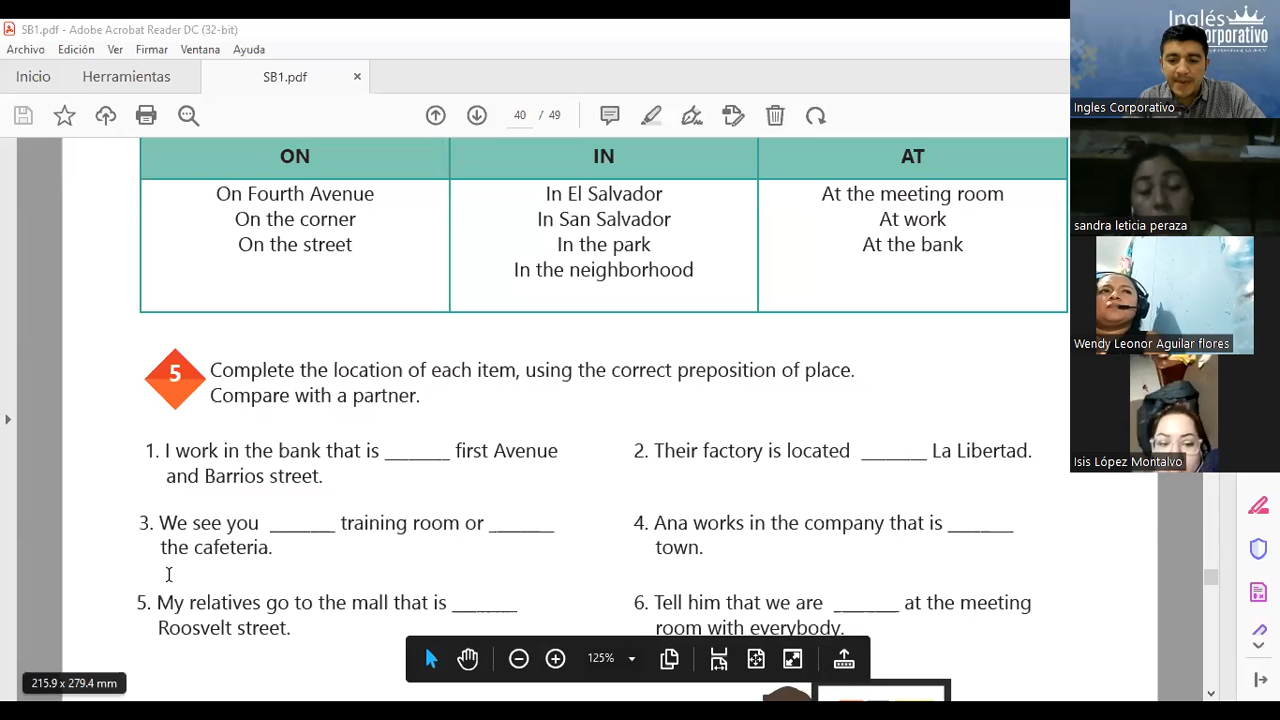 SB1.pdf - Adobe Acrobat Reader DC (32-bit)
Archivo Edición Ver Firmar Ventana Ayuda
Inicio Herramientas SB1.pdf ×
40 / 49
ON IN AT
On Fourth Avenue
On the corner
On the street
In El Salvador
In San Salvador
In the park
In the neighborhood
At the meeting room
At work
At the bank
5 Complete the location of each item, using the correct preposition of place.
Compare with a partner.
1. I work in the bank that is _______ first Avenue
and Barrios street.
2. Their factory is located _______ La Libertad.
3. We see you _______ training room or _______
the cafeteria.
4. Ana works in the company that is _______
town.
5. My relatives go to the mall that is _______
Roosvelt street.
6. Tell him that we are _______ at the meeting
room with everybody.
125%
215.9 x 279.4 mm
Inglés
Corporativo
Ingles Corporativo
sandra leticia peraza
Wendy Leonor Aguilar flores
Isis López Montalvo